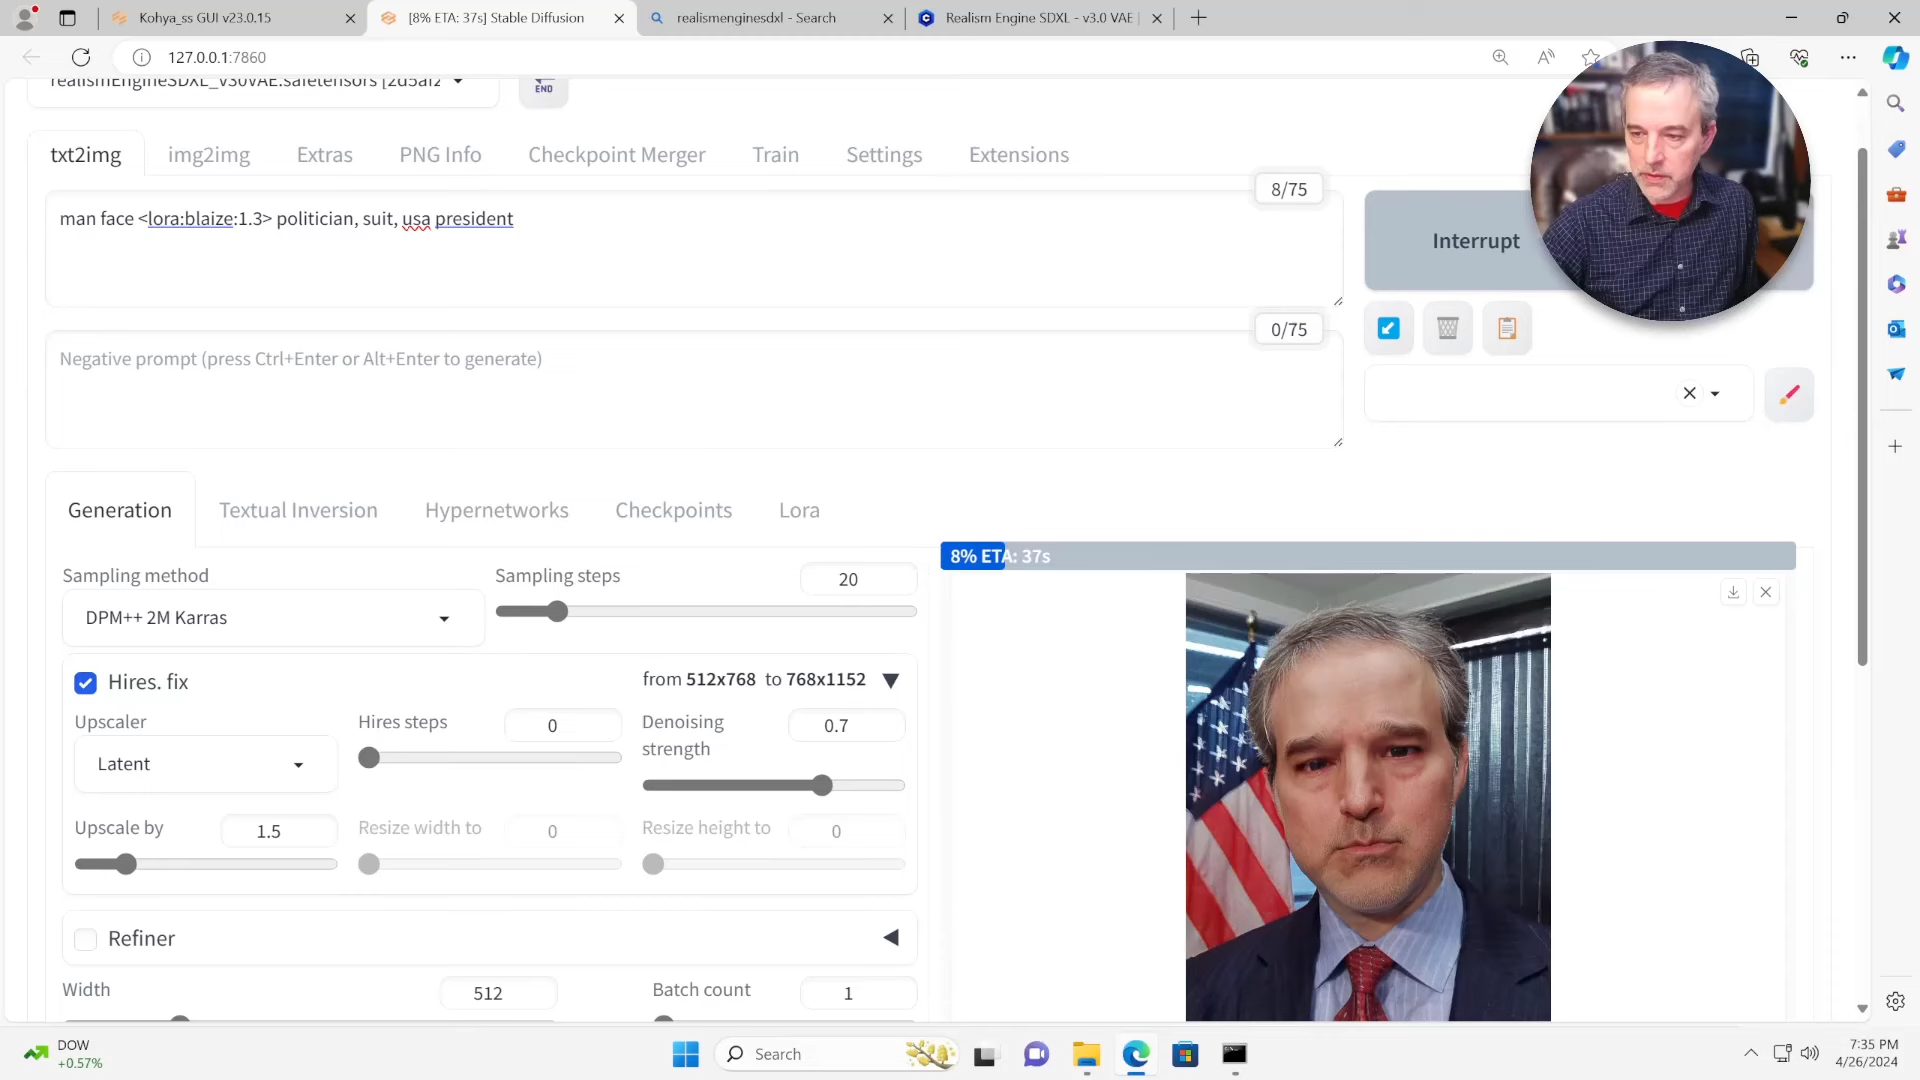 Kohya_ss GUI v23.0.15
[8% ETA: 37s] Stable Diffusion
realismenginesdxl - Search
Realism Engine SDXL - v3.0 VAE |
127.0.0.1:7860
realismEngineSDXL_v30VAE.safetensors [2d5af2
END
txt2img
img2img
Extras
PNG Info
Checkpoint Merger
Train
Settings
Extensions
8/75
man face <lora:blaize:1.3> politician, suit, usa president
Interrupt
0/75
Negative prompt (press Ctrl+Enter or Alt+Enter to generate)
Generation
Textual Inversion
Hypernetworks
Checkpoints
Lora
8% ETA: 37s
Sampling method
DPM++ 2M Karras
Sampling steps
20
Hires. fix
from 512x768 to 768x1152
Upscaler
Latent
Hires steps
0
Denoising strength
0.7
Upscale by
1.5
Resize width to
0
Resize height to
0
Refiner
Width
512
Batch count
1
DOW
+0.57%
Search
7:35 PM
4/26/2024